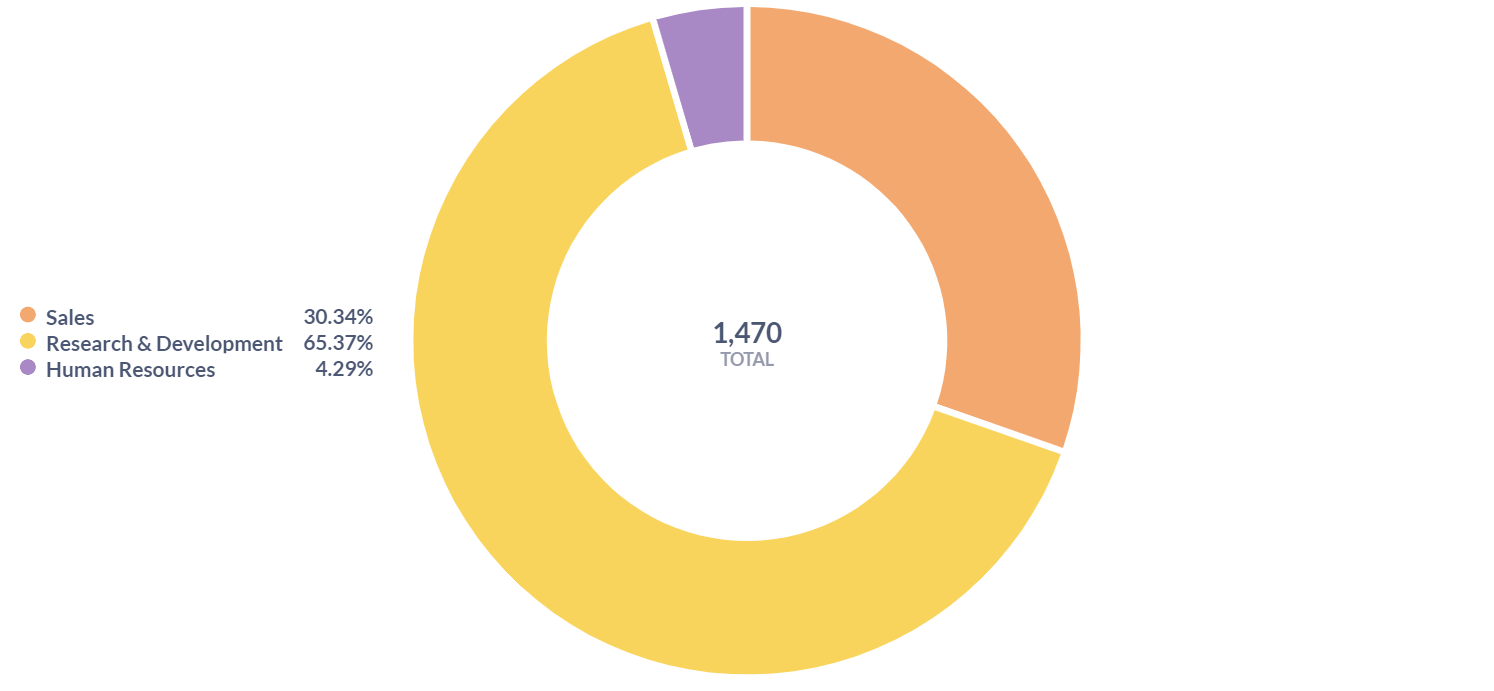 Sales 30.34%
Research & Development 65.37%
Human Resources 4.29%
1,470
TOTAL